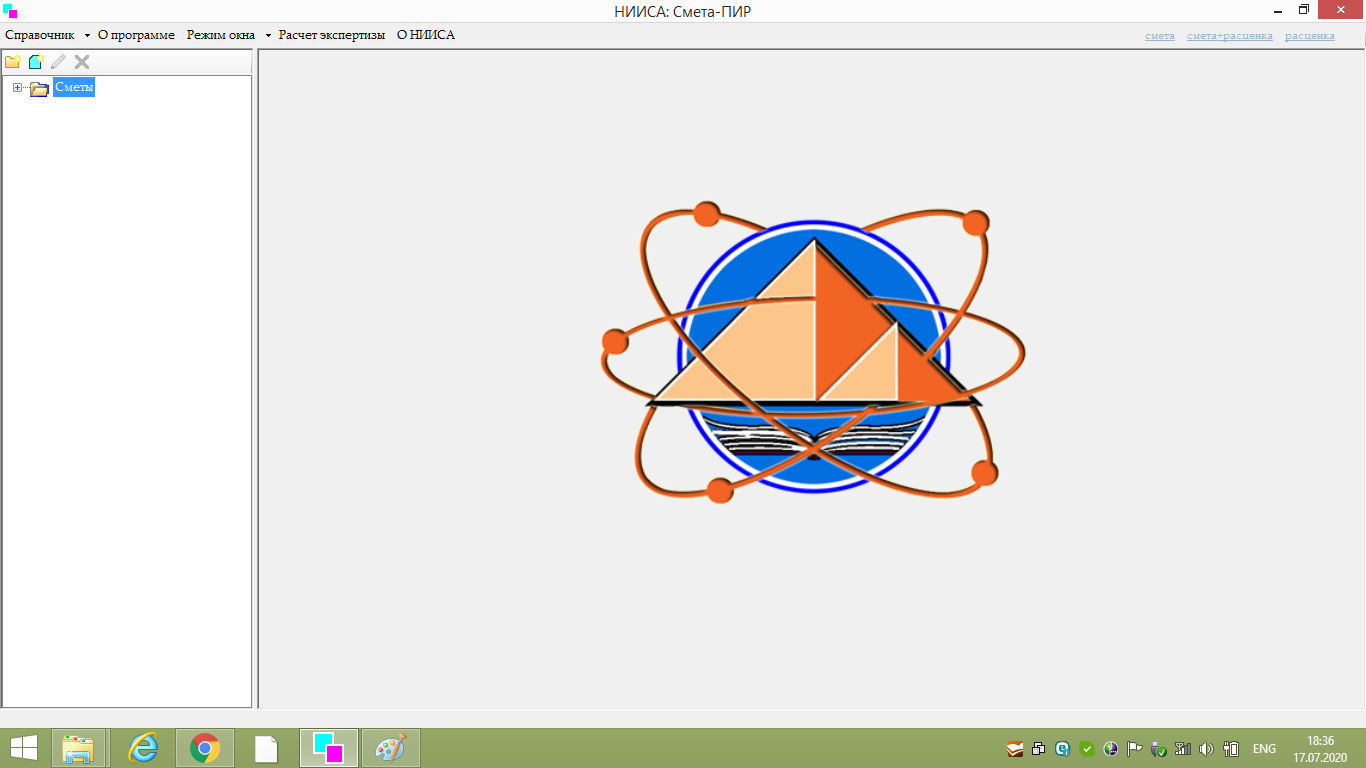 НИИСА: Смета-ПИР
Справочник О программе Режим окна Расчет экспертизы О НИИСА смета смета+расценка расценка
Сметы
ENG
18:36
17.07.2020